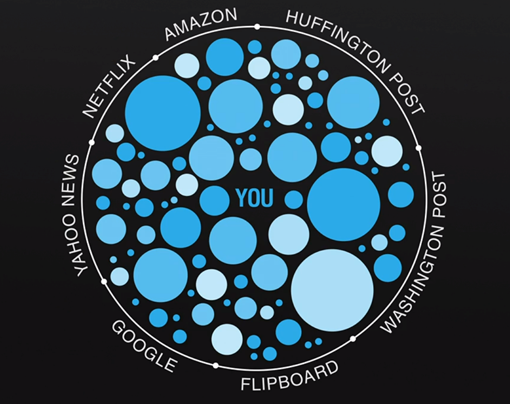 AMAZON
HUFFINGTON POST
NETFLIX
YAHOO NEWS
YOU
WASHINGTON POST
GOOGLE
FLIPBOARD